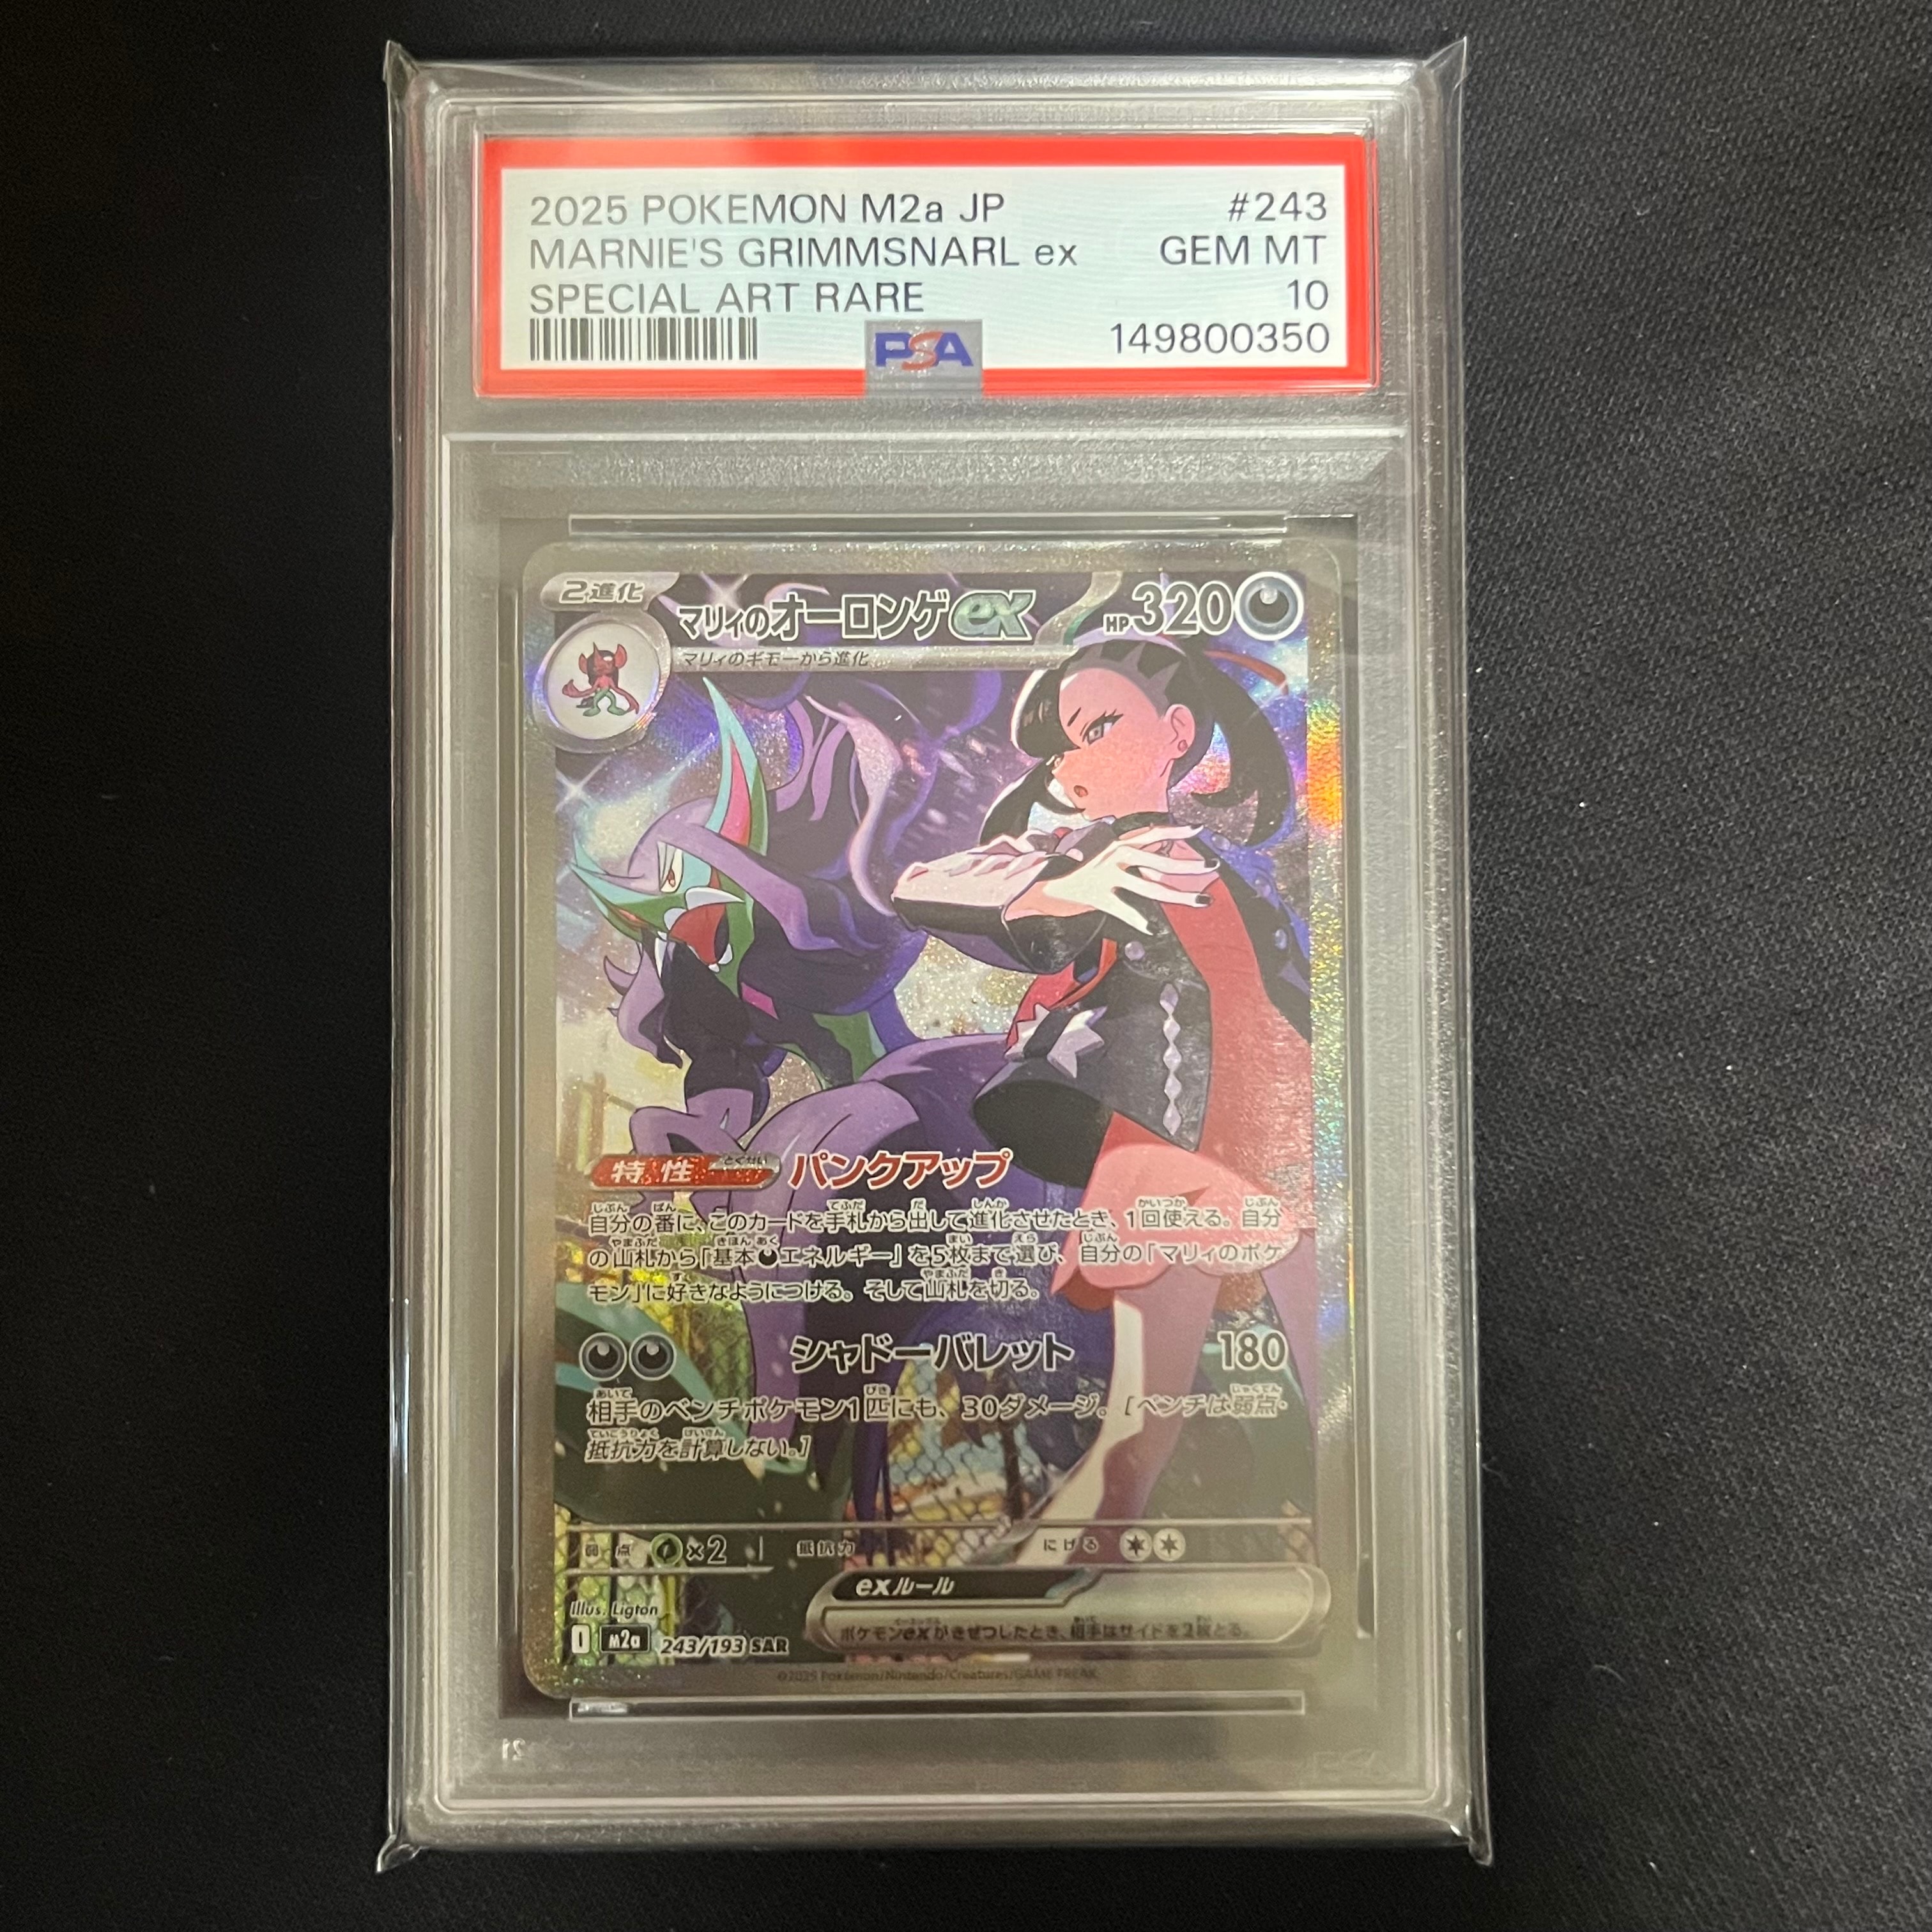 2025 POKEMON M2a JP #243
MARNIE'S GRIMMSNARL ex GEM MT
SPECIAL ART RARE 10
PSA 149800350
2進化 マリィのオーロンゲex HP320
マリィのギモーから進化
特性 とくせい パンクアップ
自分の番に、このカードを手札から出して進化させたとき、1回使える。自分
の山札から「基本エネルギー」を5枚まで選び、自分の「マリィのポケ
モン」に好きなようにつける。そして山札を切る。
シャドーバレット 180
相手のベンチポケモン1匹にも、30ダメージ。[ベンチは弱点・
抵抗力を計算しない。]
弱点 ×2 抵抗力 にげる
exルール
ポケモンexがきぜつしたとき、相手はサイドを2枚とる。
Illus. Ligton
I M2a 243/193 SAR
©2025 Pokémon/Nintendo/Creatures/GAME FREAK